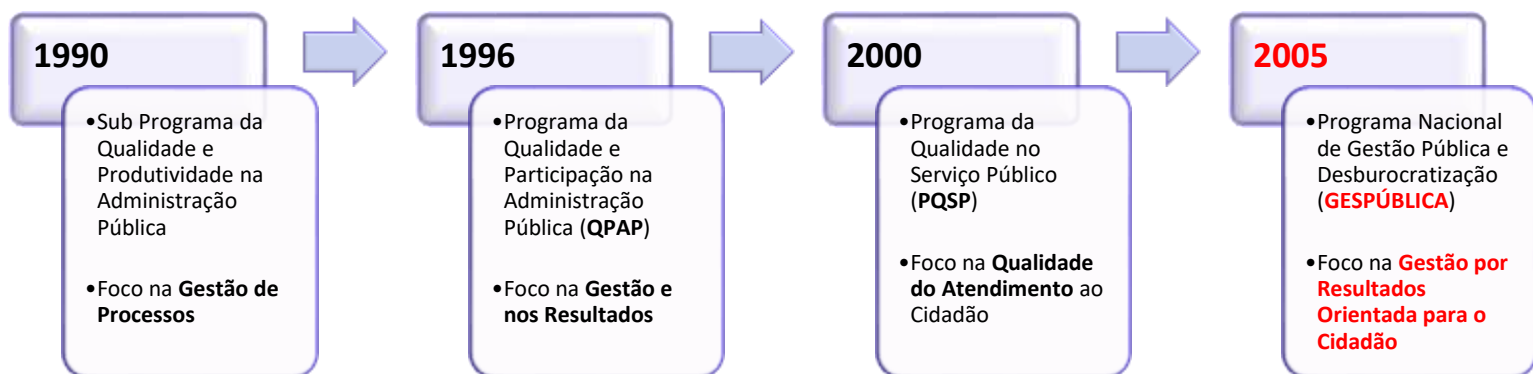 1990
•Sub Programa da
Qualidade e
Produtividade na
Administração
Pública
•Foco na Gestão de
Processos
1996
•Programa da
Qualidade e
Participação na
Administração
Pública (QPAP)
•Foco na Gestão e
nos Resultados
2000
•Programa da
Qualidade no
Serviço Público
(PQSP)
•Foco na Qualidade
do Atendimento ao
Cidadão
2005
•Programa Nacional
de Gestão Pública e
Desburocratização
(GESPÚBLICA)
•Foco na Gestão por
Resultados
Orientada para o
Cidadão